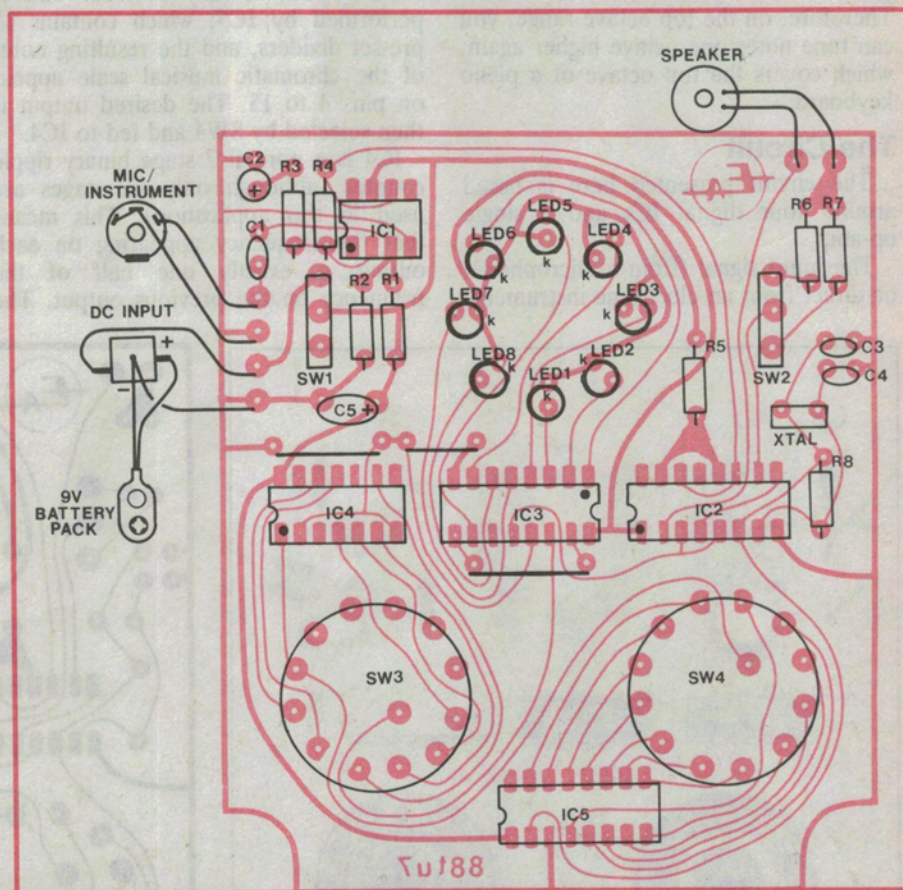 SPEAKER
MIC/
INSTRUMENT
C2
+
R3
R4
IC1
C1
R2
R1
SW1
C5
+
DC INPUT
+
-
9V
BATTERY
PACK
LED5
LED6
LED4
k
k
k
LED7
LED3
k
k
LED8
LED1
LED2
k
k
k
R6
R7
EA
R5
SW2
C3
C4
XTAL
R8
IC4
IC3
IC2
SW3
SW4
IC5
88tu7